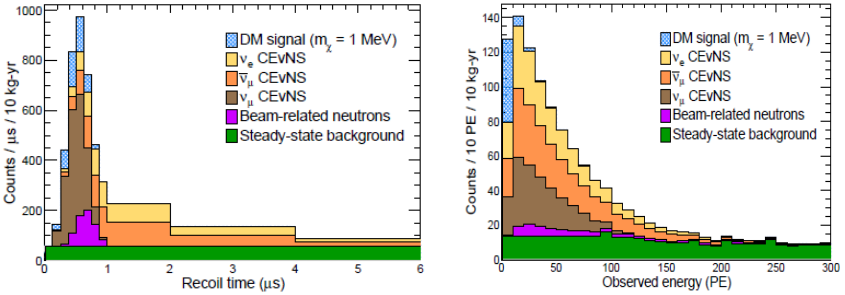 1000
800
600
400
200
0
Counts / μs / 10 kg-yr
DM signal (mχ = 1 MeV)
νe CEvNS
ν̅μ CEvNS
νμ CEvNS
Beam-related neutrons
Steady-state background
0 1 2 3 4 5 6
Recoil time (μs)
140
120
100
80
60
40
20
0
Counts / 10 PE / 10 kg-yr
DM signal (mχ = 1 MeV)
νe CEvNS
ν̅μ CEvNS
νμ CEvNS
Beam-related neutrons
Steady-state background
0 50 100 150 200 250 300
Observed energy (PE)